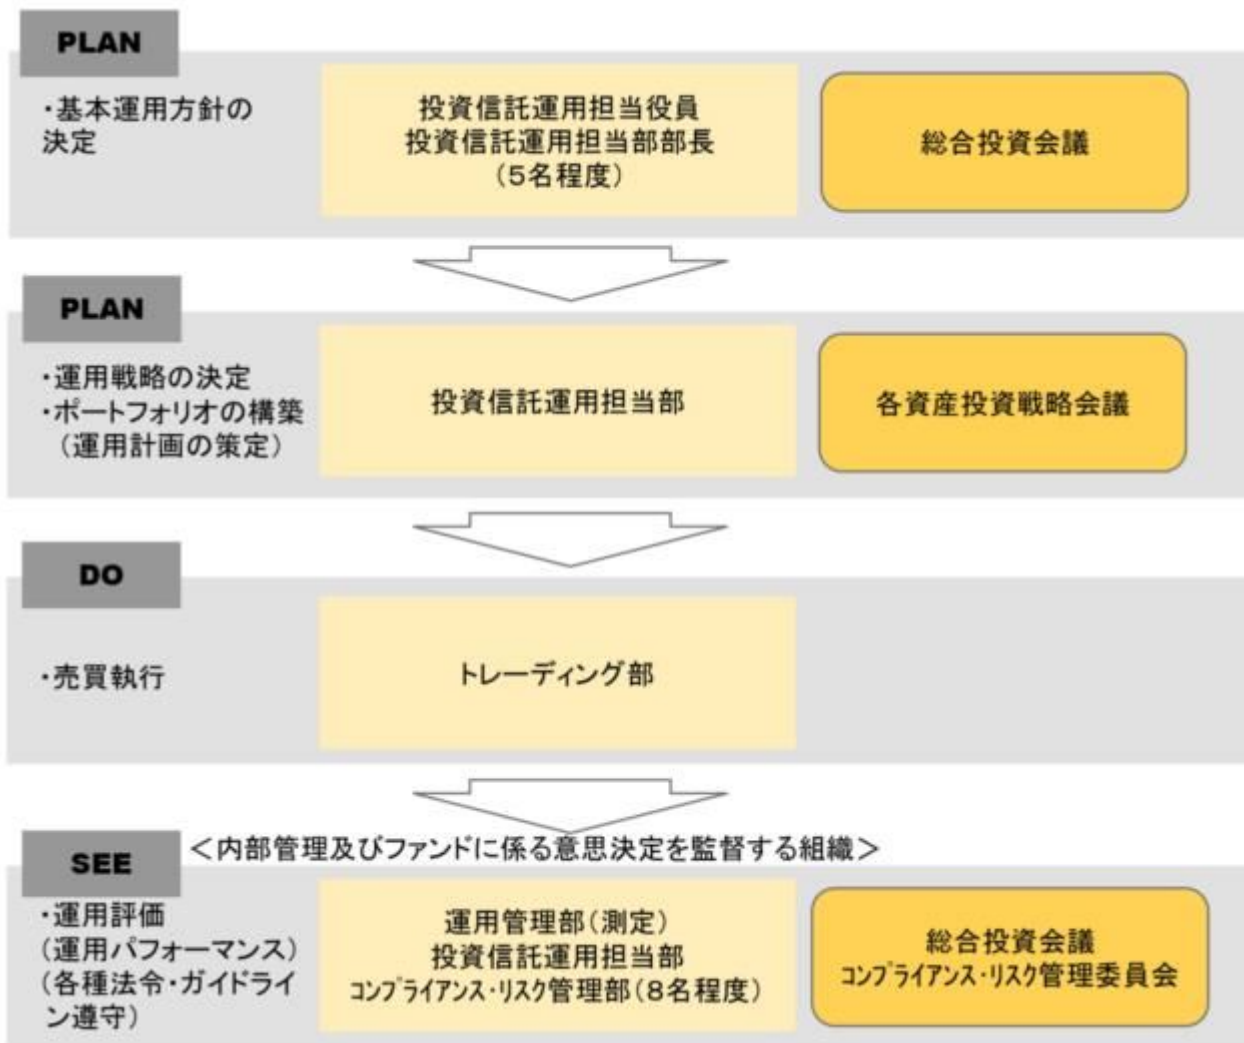 PLAN
・基本運用方針の
決定
投資信託運用担当役員
投資信託運用担当部部長
(5名程度)
総合投資会議
PLAN
・運用戦略の決定
・ポートフォリオの構築
(運用計画の策定)
投資信託運用担当部
各資産投資戦略会議
DO
・売買執行
トレーディング部
SEE
＜内部管理及びファンドに係る意思決定を監督する組織＞
・運用評価
(運用パフォーマンス)
(各種法令・ガイドライ
ン遵守)
運用管理部(測定)
投資信託運用担当部
コンプライアンス・リスク管理部(8名程度)
総合投資会議
コンプライアンス・リスク管理委員会